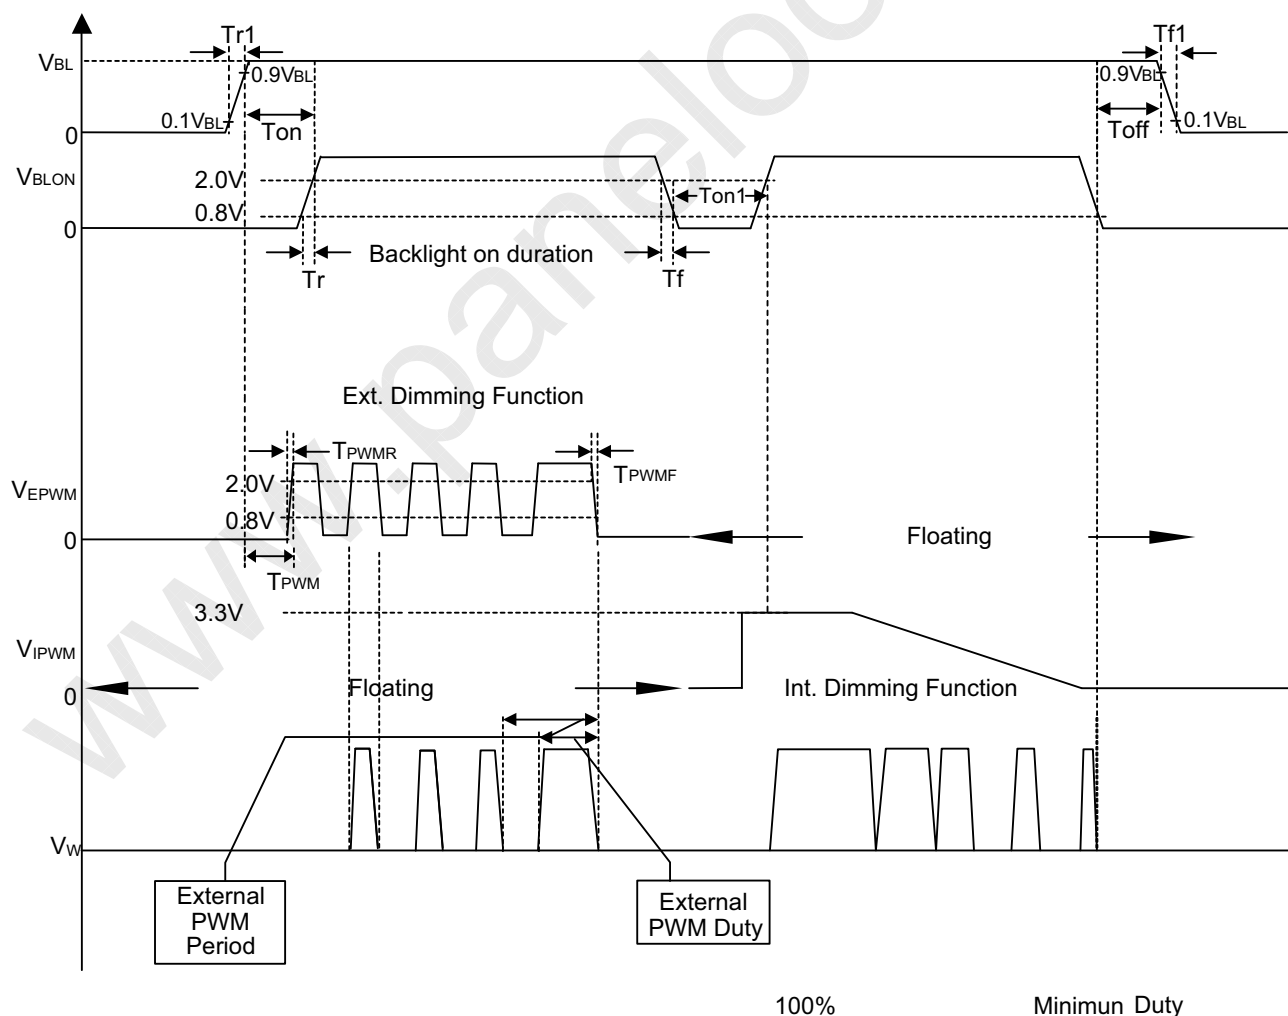 Tr1
Tf1
VBL
0.9VBL
0.9VBL
0.1VBL
Ton
Toff
0.1VBL
0
VBLON
2.0V
Ton1
0.8V
0
Backlight on duration
Tr
Tf
Ext. Dimming Function
TPWMR
TPWMF
VEPWM
2.0V
0.8V
0
Floating
TPWM
3.3V
VIPWM
0
Floating
Int. Dimming Function
VW
External
PWM
Period
External
PWM Duty
100%
Minimun Duty
www.paneloo